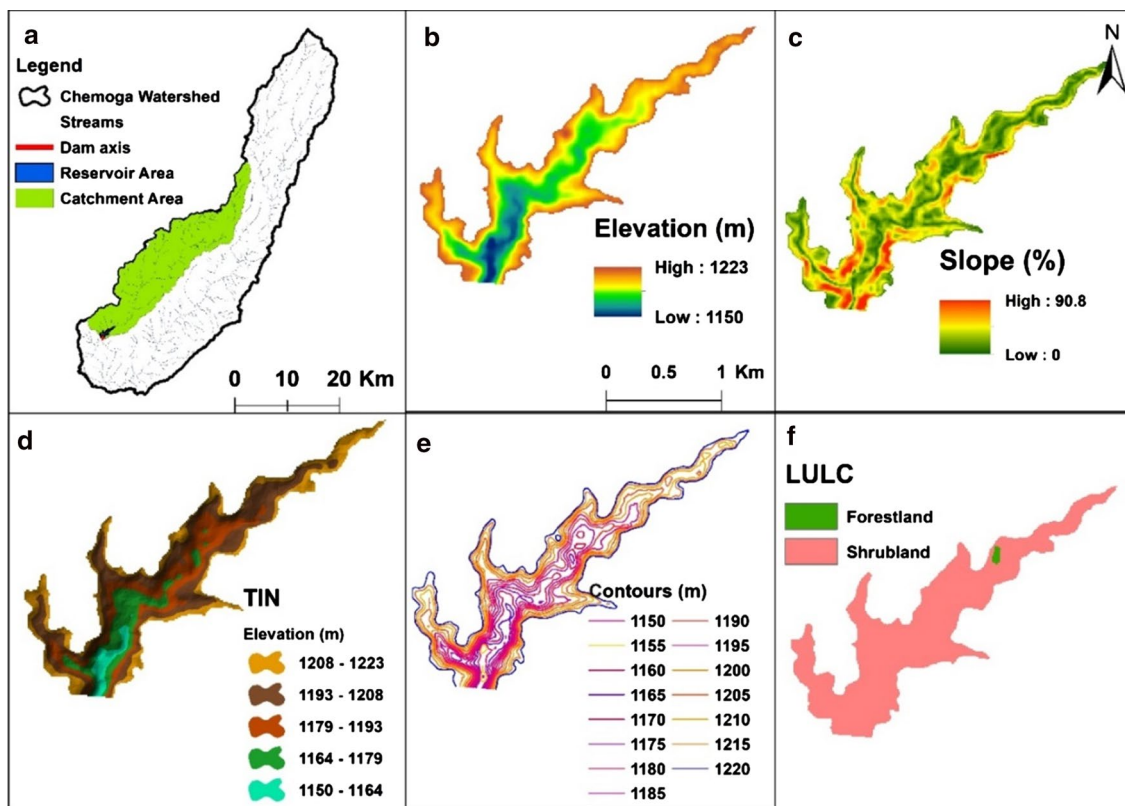 a
Legend
Chemoga Watershed
Streams
Dam axis
Reservoir Area
Catchment Area
0 10 20 Km
b
Elevation (m)
High : 1223
Low : 1150
0 0.5 1 Km
c
N
Slope (%)
High : 90.8
Low : 0
d
TIN
Elevation (m)
1208 - 1223
1193 - 1208
1179 - 1193
1164 - 1179
1150 - 1164
e
Contours (m)
1150 1190
1155 1195
1160 1200
1165 1205
1170 1210
1175 1215
1180 1220
1185
f
LULC
Forestland
Shrubland